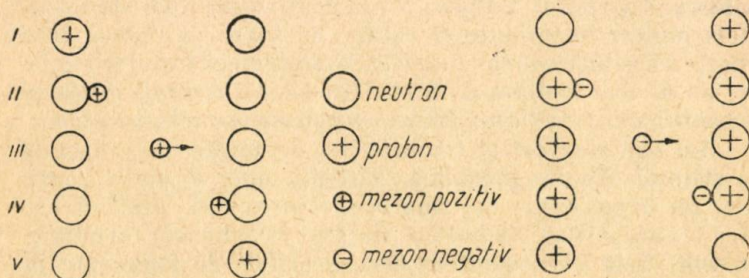 I
II
neutron
III
proton
IV
mezon pozitiv
V
mezon negativ